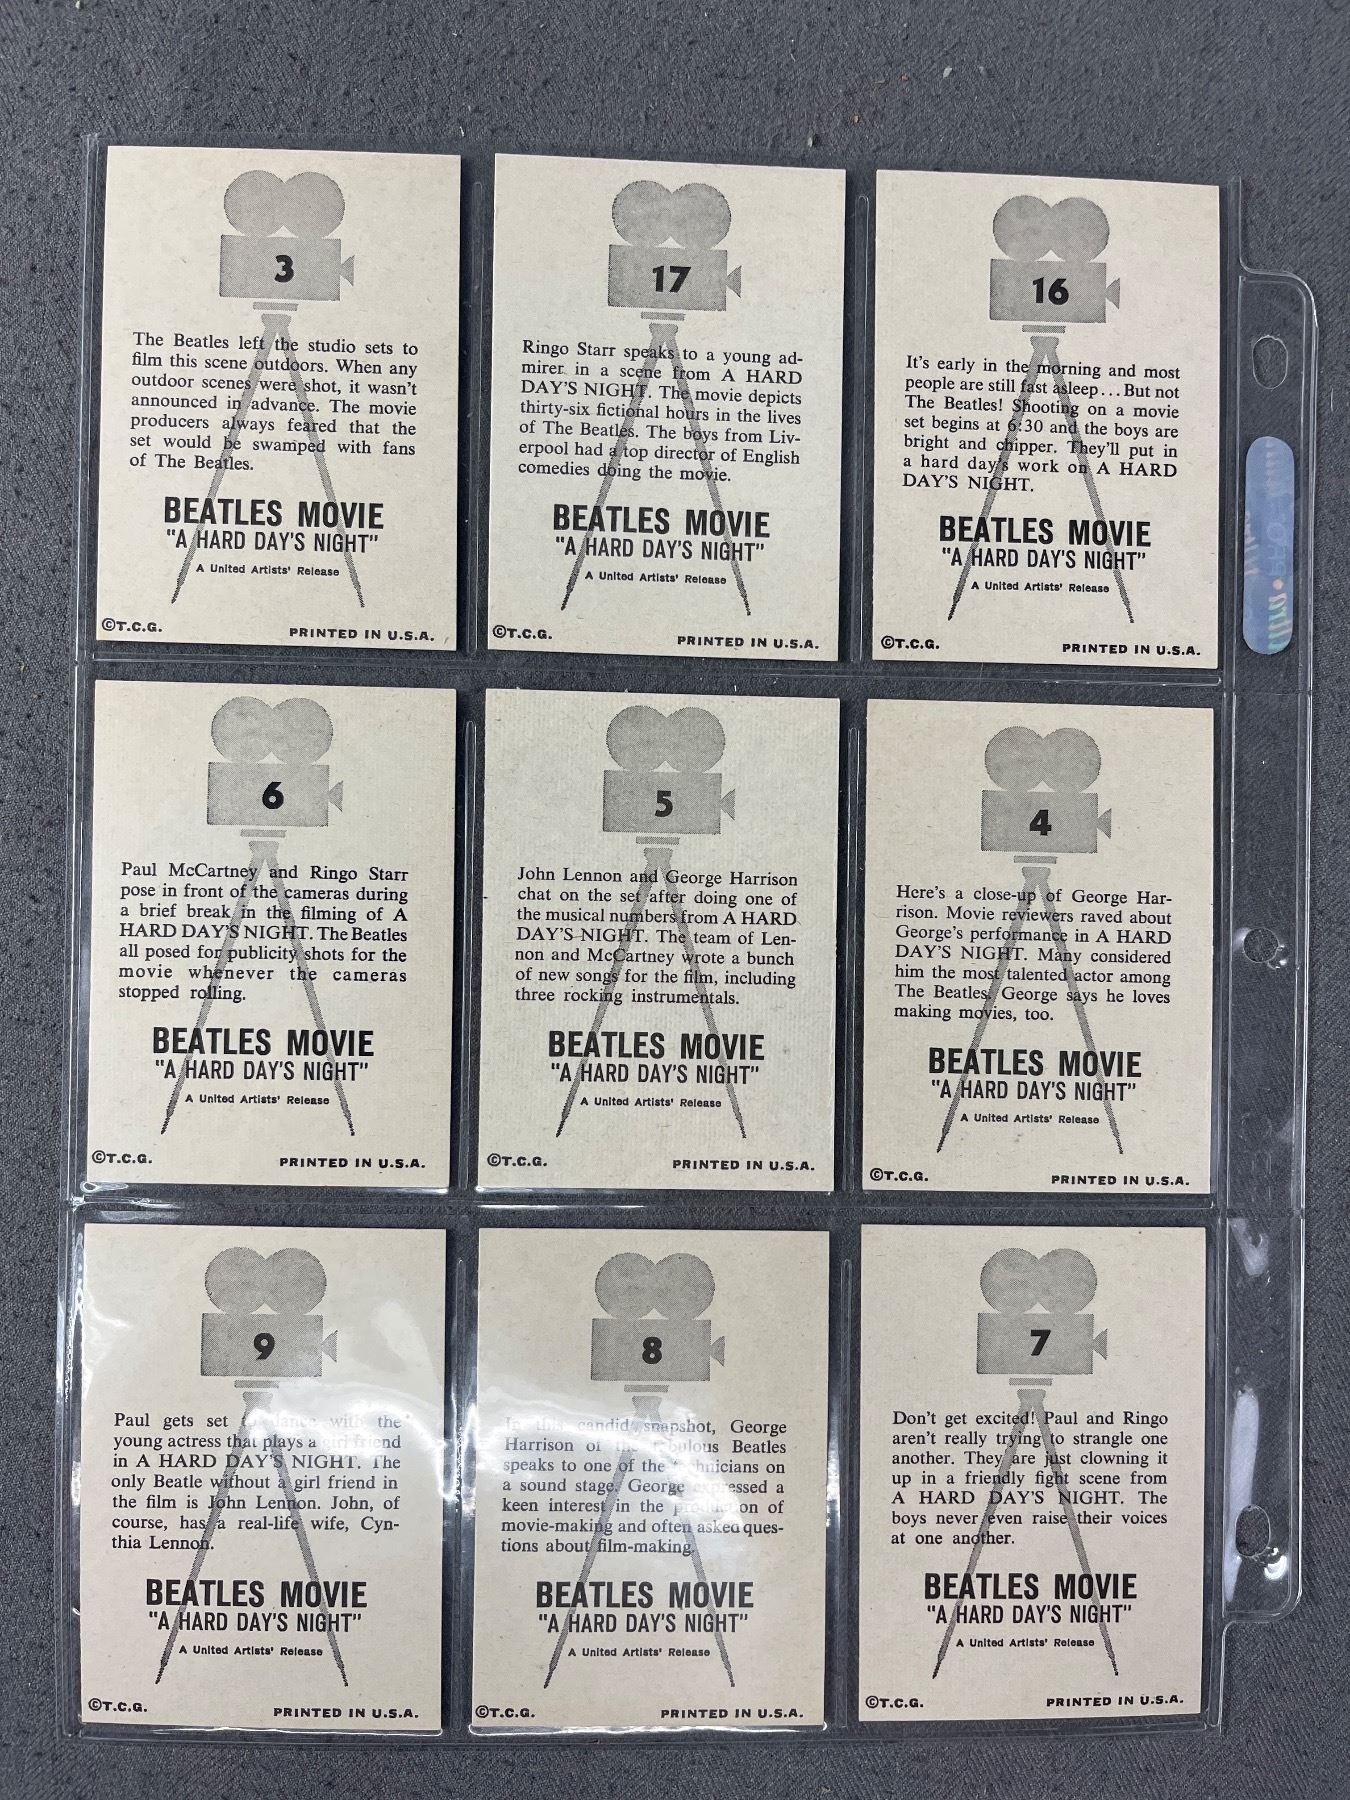 3
The Beatles left the studio sets to
film this scene outdoors. When any
outdoor scenes were shot, it wasn't
announced in advance. The movie
producers always feared that the
set would be swamped with fans
of The Beatles.
BEATLES MOVIE
"A HARD DAY'S NIGHT"
A United Artists' Release
©T.C.G.
PRINTED IN U.S.A.
17
Ringo Starr speaks to a young ad-
mirer in a scene from A HARD
DAY'S NIGHT. The movie depicts
thirty-six fictional hours in the lives
of The Beatles. The boys from Liv-
erpool had a top director of English
comedies doing the movie.
BEATLES MOVIE
"A HARD DAY'S NIGHT"
A United Artists' Release
©T.C.G.
PRINTED IN U.S.A.
16
It's early in the morning and most
people are still fast asleep... But not
The Beatles! Shooting on a movie
set begins at 6:30 and the boys are
bright and chipper. They'll put in
a hard day's work on A HARD
DAY'S NIGHT.
BEATLES MOVIE
"A HARD DAY'S NIGHT"
A United Artists' Release
©T.C.G.
PRINTED IN U.S.A.
6
Paul McCartney and Ringo Starr
pose in front of the cameras during
a brief break in the filming of A
HARD DAY'S NIGHT. The Beatles
all posed for publicity shots for the
movie whenever the cameras
stopped rolling.
BEATLES MOVIE
"A HARD DAY'S NIGHT"
A United Artists' Release
©T.C.G.
PRINTED IN U.S.A.
5
John Lennon and George Harrison
chat on the set after doing one of
the musical numbers from A HARD
DAY'S NIGHT. The team of Len-
non and McCartney wrote a bunch
of new songs for the film, including
three rocking instrumentals.
BEATLES MOVIE
"A HARD DAY'S NIGHT"
A United Artists' Release
©T.C.G.
PRINTED IN U.S.A.
4
Here's a close-up of George Har-
rison. Movie reviewers raved about
George's performance in A HARD
DAY'S NIGHT. Many considered
him the most talented actor among
The Beatles. George says he loves
making movies, too.
BEATLES MOVIE
"A HARD DAY'S NIGHT"
A United Artists' Release
©T.C.G.
PRINTED IN U.S.A.
9
Paul gets set to dance with the
young actress that plays a girl friend
in A HARD DAY'S NIGHT. The
only Beatle without a girl friend in
the film is John Lennon. John, of
course, has a real-life wife, Cyn-
thia Lennon.
BEATLES MOVIE
"A HARD DAY'S NIGHT"
A United Artists' Release
©T.C.G.
PRINTED IN U.S.A.
8
In this candid snapshot, George
Harrison of the fabulous Beatles
speaks to one of the technicians on
a sound stage. George expressed a
keen interest in the production of
movie-making and often asked ques-
tions about film-making.
BEATLES MOVIE
"A HARD DAY'S NIGHT"
A United Artists' Release
©T.C.G.
PRINTED IN U.S.A.
7
Don't get excited! Paul and Ringo
aren't really trying to strangle one
another. They are just clowning it
up in a friendly fight scene from
A HARD DAY'S NIGHT. The
boys never even raise their voices
at one another.
BEATLES MOVIE
"A HARD DAY'S NIGHT"
A United Artists' Release
©T.C.G.
PRINTED IN U.S.A.